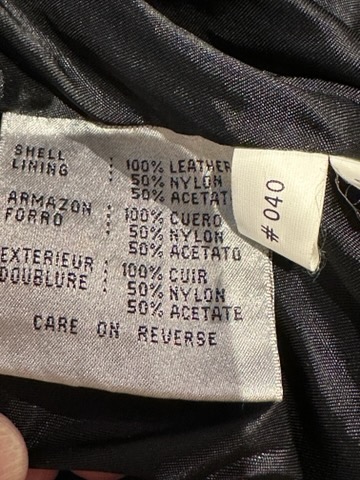 SHELL : 100% LEATHER
LINING : 50% NYLON
50% ACETAT
ARMAZON : 100% CUERO
FORRO : 50% NYLON
50% ACETATO
EXTERIEUR : 100% CUIR
DOUBLURE : 50% NYLON
50% ACETATE
CARE ON REVERSE
#040